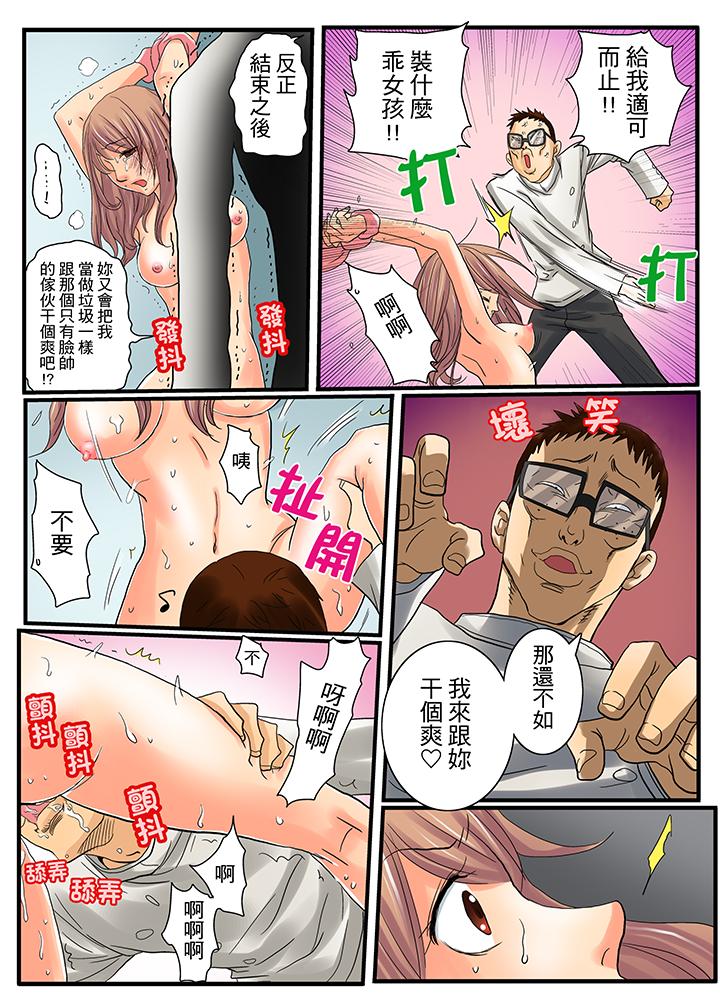 給我適可
而止!!
裝什麼
乖女孩!!
打
打
啊
啊
反正
結束之後
…
…!
妳又會把我
當做垃圾一樣
跟那個只有臉帥
的傢伙干個爽吧!?
發抖
發抖
壞笑
那還不如
我來跟妳
干個爽♡
咦
不要
扯開
♪
不
呀啊啊
顫抖
顫抖
顫抖
啊
啊啊啊
舔弄
舔弄